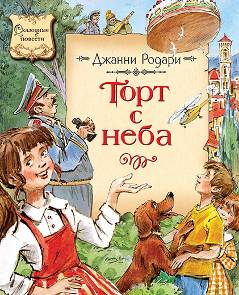 Сказочные
повести
Джанни Родари
Торт
с
неба